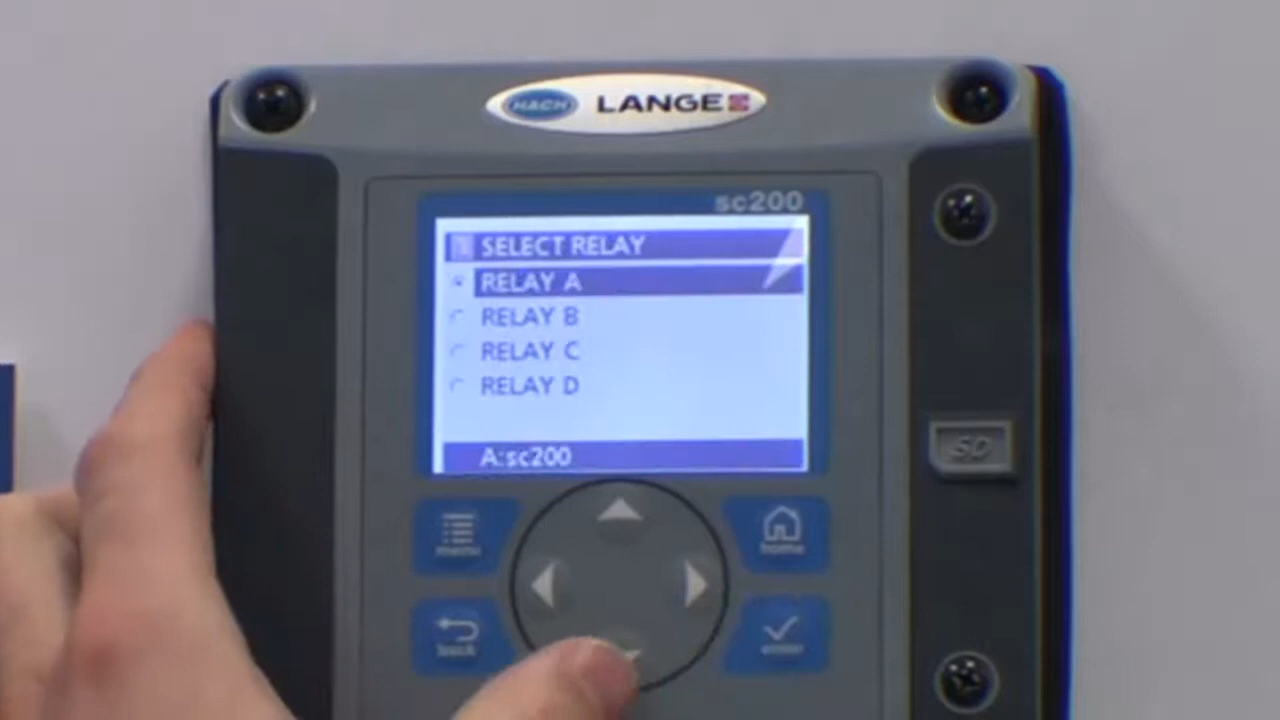 HACH LANGE
sc200
SELECT RELAY
RELAY A
RELAY B
RELAY C
RELAY D
A:sc200
menu
home
back
enter
SD